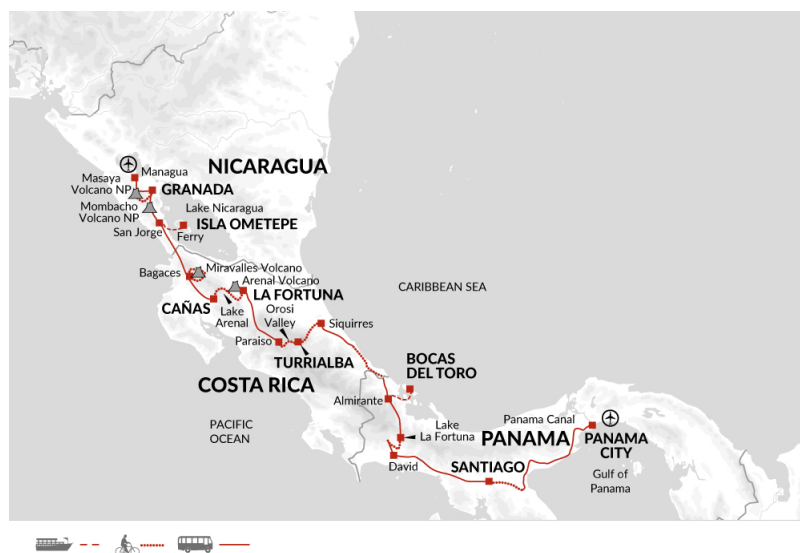 NICARAGUA
Managua
Masaya
Volcano NP
GRANADA
Mombacho
Volcano NP
Lake Nicaragua
ISLA OMETEPE
San Jorge
Ferry
Bagaces
Miravalles Volcano
Arenal Volcano
LA FORTUNA
CAÑAS
Lake
Arenal
Orosi
Valley
Siquirres
CARIBBEAN SEA
Paraiso
TURRIALBA
COSTA RICA
BOCAS
DEL TORO
Almirante
PACIFIC
OCEAN
Lake
La Fortuna
Panama Canal
PANAMA
PANAMA
CITY
David
SANTIAGO
Gulf of
Panama